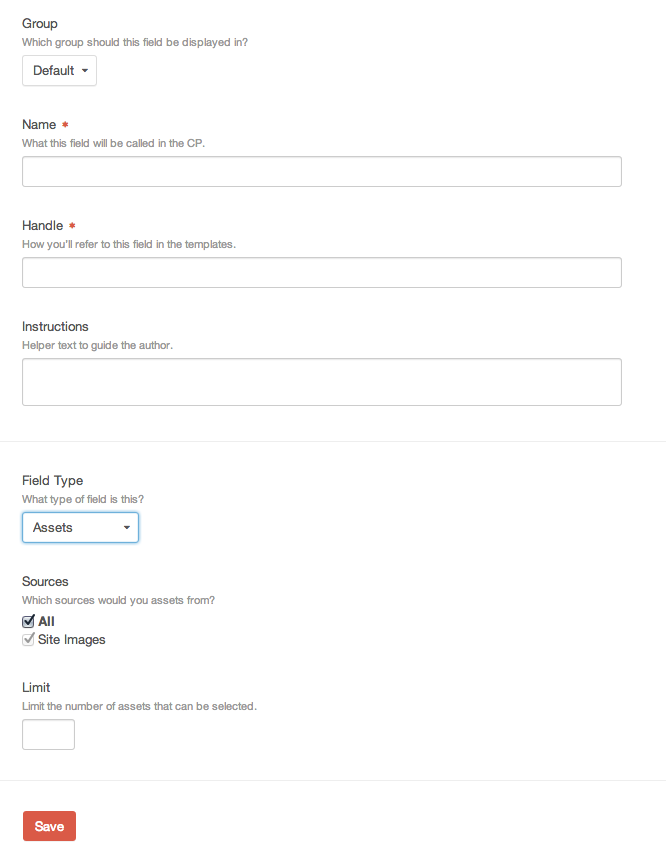 Group
Which group should this field be displayed in?
Default
Name *
What this field will be called in the CP.
Handle *
How you'll refer to this field in the templates.
Instructions
Helper text to guide the author.
Field Type
What type of field is this?
Assets
Sources
Which sources would you assets from?
All
Site Images
Limit
Limit the number of assets that can be selected.
Save